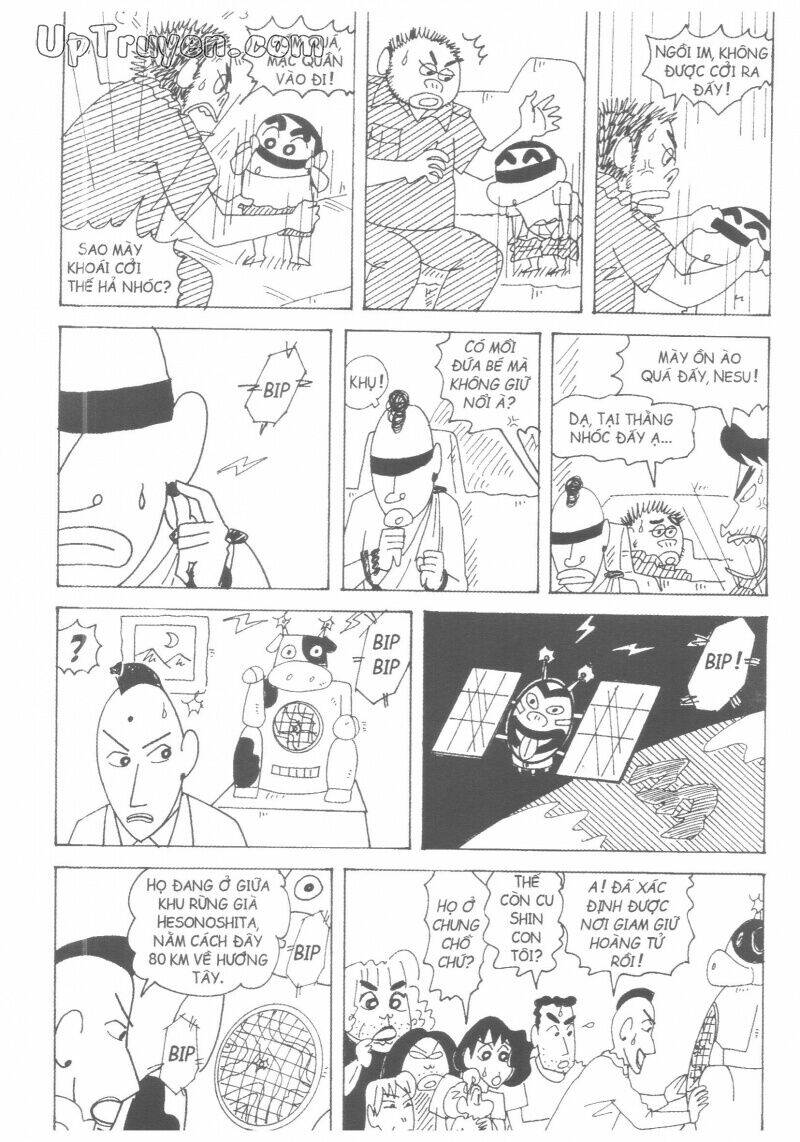 UpTruyen.com
QUÁ,
MẶC QUẦN
VÀO ĐI!
SAO MÀY
KHOÁI CỞI
THẾ HẢ NHÓC?
NGỒI IM, KHÔNG
ĐƯỢC CỞI RA
ĐẤY!
BIP
KHỤ!
CÓ MỖI
ĐỨA BÉ MÀ
KHÔNG GIỮ
NỔI À?
MÀY ỒN ÀO
QUÁ ĐẤY, NESU!
DẠ, TẠI THẰNG
NHÓC ĐẤY Ạ...
?
BIP
BIP
BIP!
HỌ ĐANG Ở GIỮA
KHU RỪNG GIÀ
HESONOSHITA,
NẰM CÁCH ĐÂY
80 KM VỀ HƯỚNG
TÂY.
BIP
BIP
HỌ Ở
CHUNG
CHỖ
CHỨ?
THẾ
CÒN CU
SHIN
CON
TÔI?
A! ĐÃ XÁC
ĐỊNH ĐƯỢC
NƠI GIAM GIỮ
HOÀNG TỬ
RỒI!